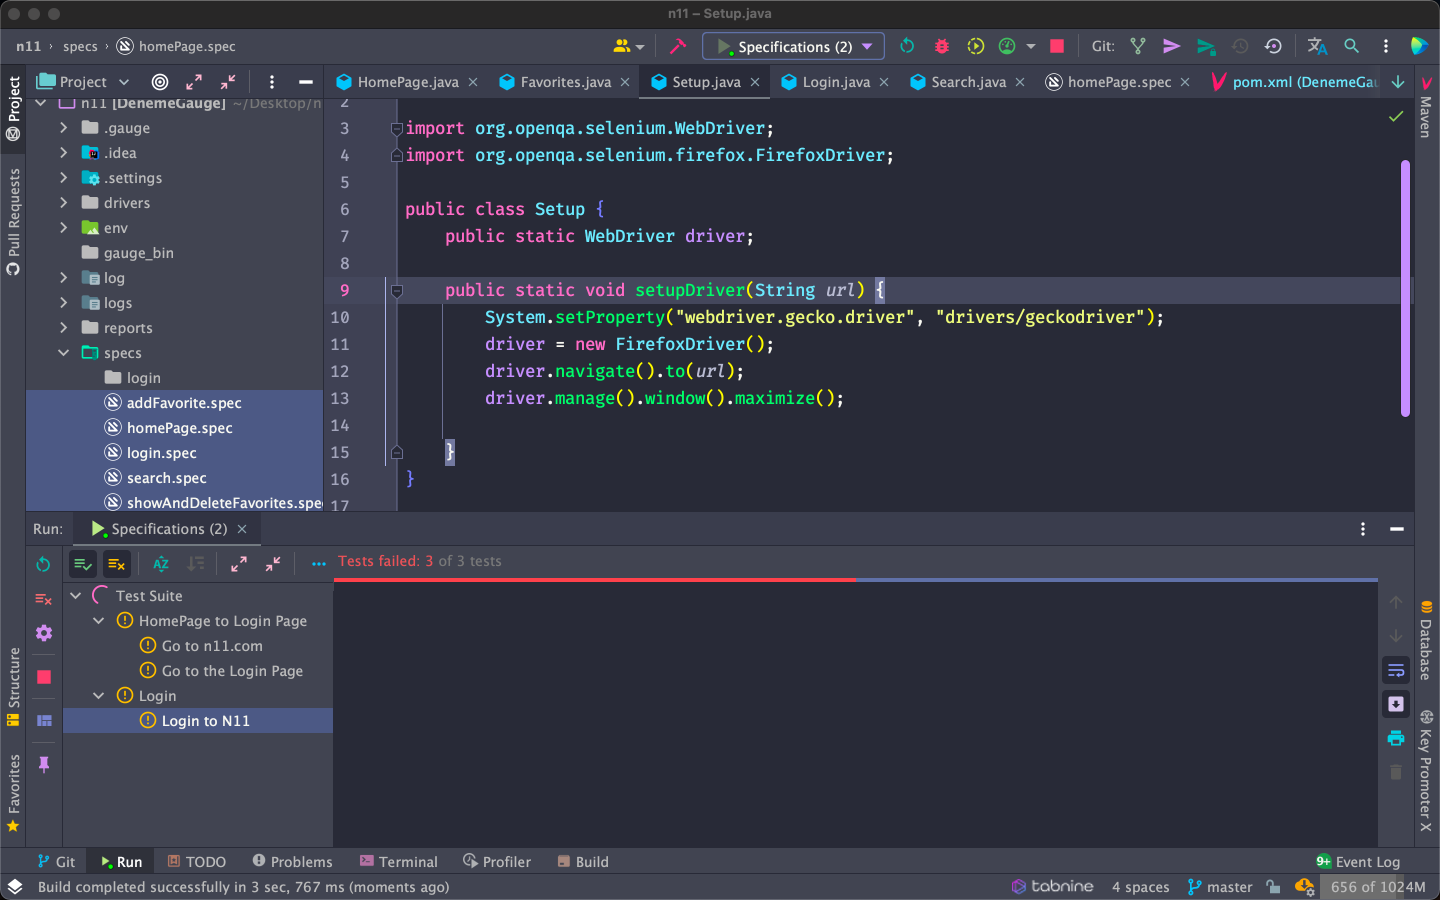 n11 – Setup.java
n11 › specs › homePage.spec
Specifications (2)
Git:
Project
HomePage.java
Favorites.java
Setup.java
Login.java
Search.java
homePage.spec
pom.xml (DenemeGau
Project
Pull Requests
Structure
Favorites
n11 [DenemeGauge] ~/Desktop/n
.gauge
.idea
.settings
drivers
env
gauge_bin
log
logs
reports
specs
login
addFavorite.spec
homePage.spec
login.spec
search.spec
showAndDeleteFavorites.spec
2
3 import org.openqa.selenium.WebDriver;
4 import org.openqa.selenium.firefox.FirefoxDriver;
5
6 public class Setup {
7 public static WebDriver driver;
8
9 public static void setupDriver(String url) {
10 System.setProperty("webdriver.gecko.driver", "drivers/geckodriver");
11 driver = new FirefoxDriver();
12 driver.navigate().to(url);
13 driver.manage().window().maximize();
14
15 }
16 }
17
Maven
Database
Key Promoter X
Run: Specifications (2)
Tests failed: 3 of 3 tests
Test Suite
HomePage to Login Page
Go to n11.com
Go to the Login Page
Login
Login to N11
Git
Run
TODO
Problems
Terminal
Profiler
Build
9+ Event Log
Build completed successfully in 3 sec, 767 ms (moments ago)
tabnine
4 spaces
master
656 of 1024M